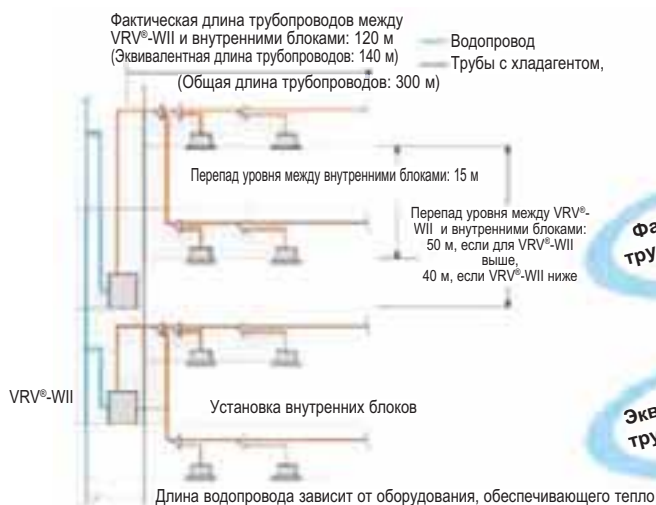 Фактическая длина трубопроводов между
VRV®-WII и внутренними блоками: 120 м
(Эквивалентная длина трубопроводов: 140 м)
(Общая длина трубопроводов: 300 м)
Водопровод
Трубы с хладагентом,
Перепад уровня между внутренними блоками: 15 м
Перепад уровня между VRV®-
WII и внутренними блоками:
50 м, если для VRV®-WII
выше,
40 м, если VRV®-WII ниже
VRV®-WII
Установка внутренних блоков
Длина водопровода зависит от оборудования, обеспечивающего тепло